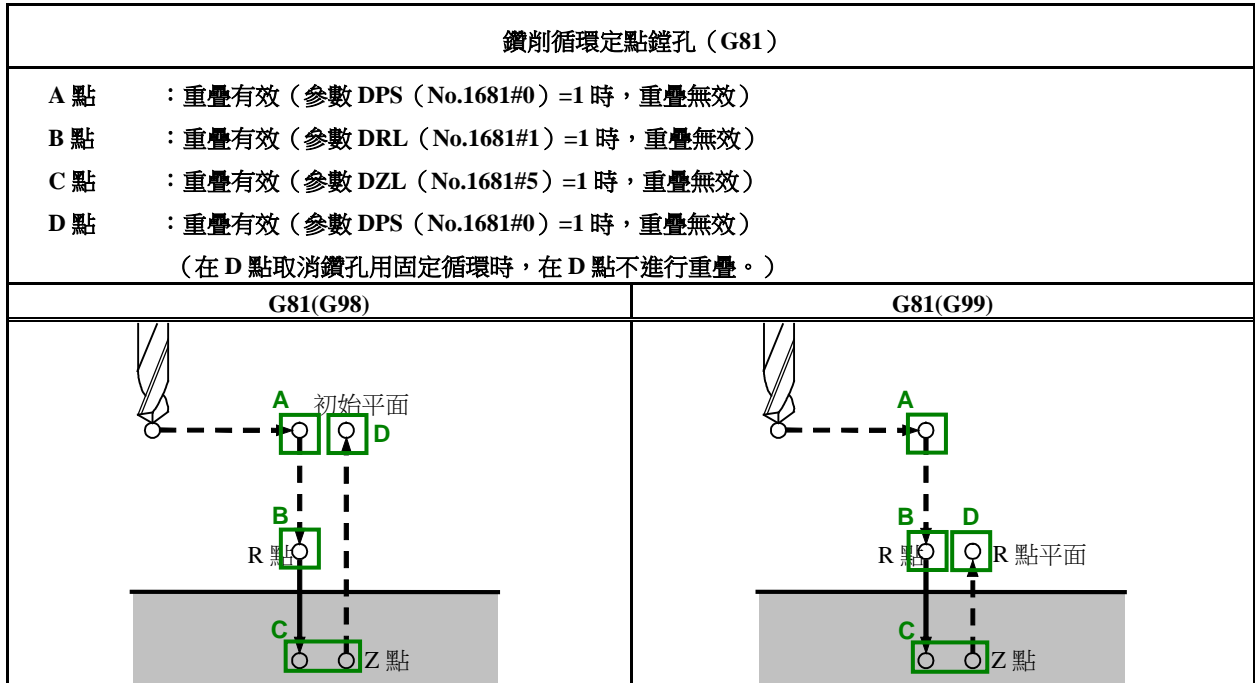 鑽削循環定點鏜孔（G81）
A 點 ：重疊有效（參數 DPS（No.1681#0）=1 時，重疊無效）
B 點 ：重疊有效（參數 DRL（No.1681#1）=1 時，重疊無效）
C 點 ：重疊有效（參數 DZL（No.1681#5）=1 時，重疊無效）
D 點 ：重疊有效（參數 DPS（No.1681#0）=1 時，重疊無效）
（在 D 點取消鑽孔用固定循環時，在 D 點不進行重疊。）
G81(G98)
A 初始平面
D
B
R 點
C
Z 點
G81(G99)
A
B D
R 點 R 點平面
C
Z 點